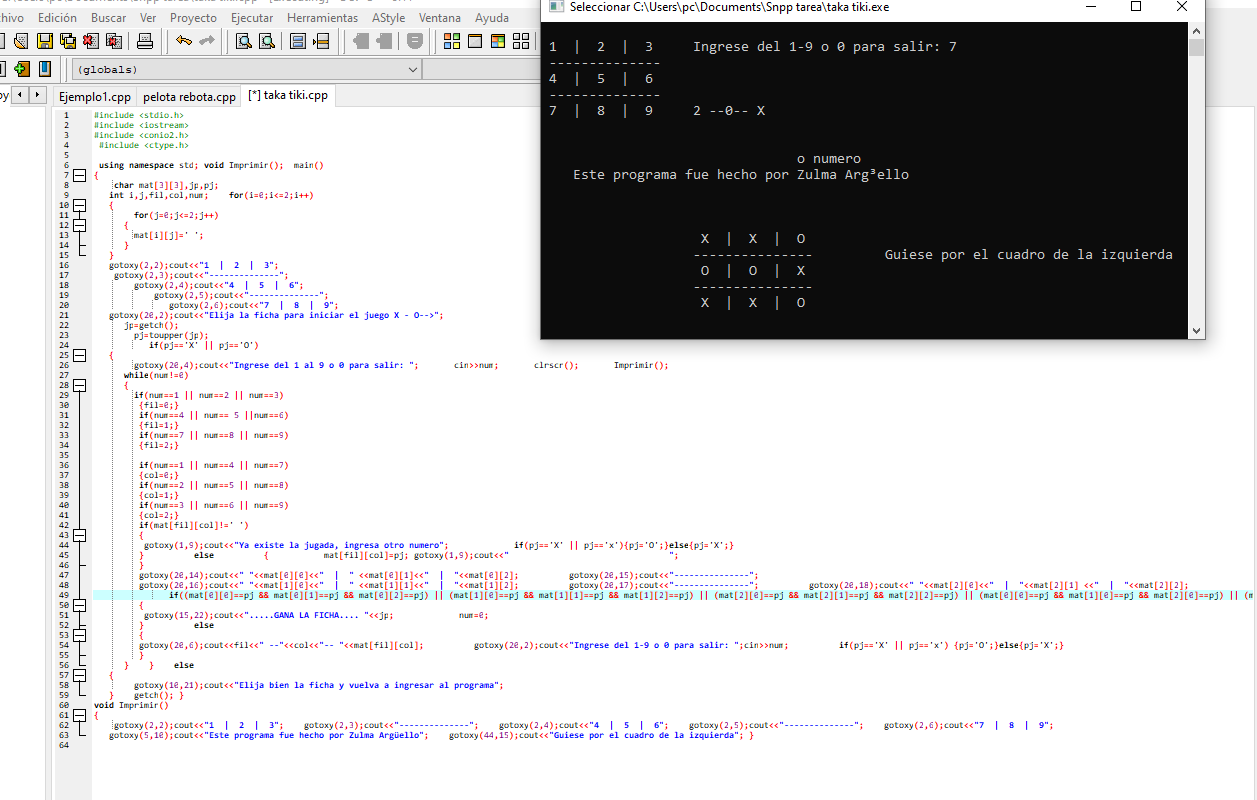 chivo Edición Buscar Ver Proyecto Ejecutar Herramientas AStyle Ventana Ayuda
(globals)
Ejemplo1.cpp pelota rebota.cpp [*] taka tiki.cpp
1 #include <stdio.h>
2 #include <iostream>
3 #include <conio2.h>
4 #include <ctype.h>
5
6 using namespace std; void Imprimir(); main()
7 {
8 char mat[3][3],jp,pj;
9 int i,j,fil,col,num; for(i=0;i<=2;i++)
10 {
11 for(j=0;j<=2;j++)
12 {
13 mat[i][j]=' ';
14 }
15 }
16 gotoxy(2,2);cout<<"1 | 2 | 3";
17 gotoxy(2,3);cout<<"--------------";
18 gotoxy(2,4);cout<<"4 | 5 | 6";
19 gotoxy(2,5);cout<<"--------------";
20 gotoxy(2,6);cout<<"7 | 8 | 9";
21 gotoxy(20,2);cout<<"Elija la ficha para iniciar el juego X - O-->";
22 jp=getch();
23 pj=toupper(jp);
24 if(pj=='X' || pj=='O')
25 {
26 gotoxy(20,4);cout<<"Ingrese del 1 al 9 o 0 para salir: "; cin>>num; clrscr(); Imprimir();
27 while(num!=0)
28 {
29 if(num==1 || num==2 || num==3)
30 {fil=0;}
31 if(num==4 || num== 5 ||num==6)
32 {fil=1;}
33 if(num==7 || num==8 || num==9)
34 {fil=2;}
35
36 if(num==1 || num==4 || num==7)
37 {col=0;}
38 if(num==2 || num==5 || num==8)
39 {col=1;}
40 if(num==3 || num==6 || num==9)
41 {col=2;}
42 if(mat[fil][col]!=' ')
43 {
44 gotoxy(1,9);cout<<"Ya existe la jugada, ingresa otro numero"; if(pj=='X' || pj=='x'){pj='O';}else{pj='X';}
45 } else { mat[fil][col]=pj; gotoxy(1,9);cout<<" ";
46 }
47 gotoxy(20,14);cout<<" "<<mat[0][0]<<" | " <<mat[0][1]<<" | "<<mat[0][2]; gotoxy(20,15);cout<<"---------------";
48 gotoxy(20,16);cout<<" "<<mat[1][0]<<" | " <<mat[1][1]<<" | "<<mat[1][2]; gotoxy(20,17);cout<<"---------------"; gotoxy(20,18);cout<<" "<<mat[2][0]<<" | "<<mat[2][1] <<" | "<<mat[2][2];
49 if((mat[0][0]==pj && mat[0][1]==pj && mat[0][2]==pj) || (mat[1][0]==pj && mat[1][1]==pj && mat[1][2]==pj) || (mat[2][0]==pj && mat[2][1]==pj && mat[2][2]==pj) || (mat[0][0]==pj && mat[1][0]==pj && mat[2][0]==pj) || (m
50 {
51 gotoxy(15,22);cout<<".....GANA LA FICHA.... "<<jp; num=0;
52 } else
53 {
54 gotoxy(20,6);cout<<fil<<" --"<<col<<"-- "<<mat[fil][col]; gotoxy(20,2);cout<<"Ingrese del 1-9 o 0 para salir: ";cin>>num; if(pj=='X' || pj=='x') {pj='O';}else{pj='X';}
55 }
56 } } else
57 {
58 gotoxy(10,21);cout<<"Elija bien la ficha y vuelva a ingresar al programa";
59 } getch(); }
60 void Imprimir()
61 {
62 gotoxy(2,2);cout<<"1 | 2 | 3"; gotoxy(2,3);cout<<"--------------"; gotoxy(2,4);cout<<"4 | 5 | 6"; gotoxy(2,5);cout<<"--------------"; gotoxy(2,6);cout<<"7 | 8 | 9";
63 gotoxy(5,10);cout<<"Este programa fue hecho por Zulma Argüello"; gotoxy(44,15);cout<<"Guiese por el cuadro de la izquierda"; }
64
Seleccionar C:\Users\pc\Documents\Snpp tarea\taka tiki.exe
1 | 2 | 3 Ingrese del 1-9 o 0 para salir: 7
--------------
4 | 5 | 6
--------------
7 | 8 | 9 2 --0-- X
o numero
Este programa fue hecho por Zulma Arg³ello
X | X | O
--------------- Guiese por el cuadro de la izquierda
O | O | X
---------------
X | X | O